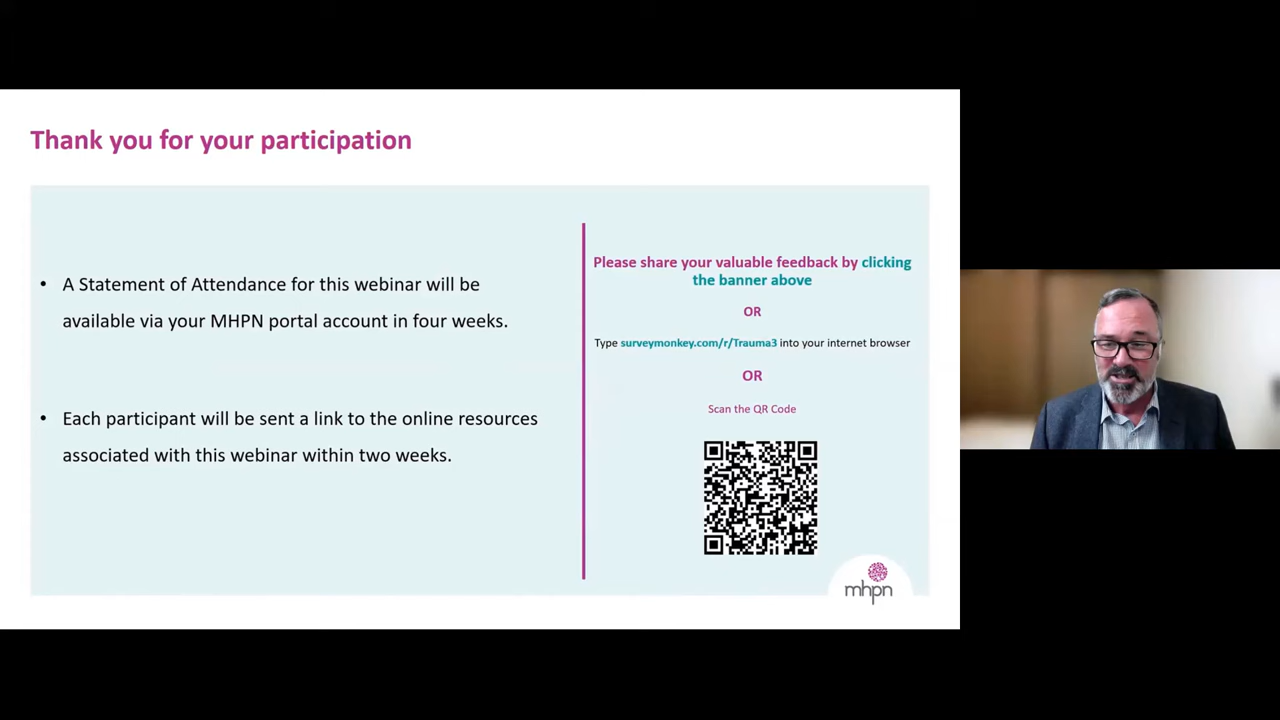 Thank you for your participation
• A Statement of Attendance for this webinar will be
available via your MHPN portal account in four weeks.
• Each participant will be sent a link to the online resources
associated with this webinar within two weeks.
Please share your valuable feedback by clicking
the banner above
OR
Type surveymonkey.com/r/Trauma3 into your internet browser
OR
Scan the QR Code
mhpn